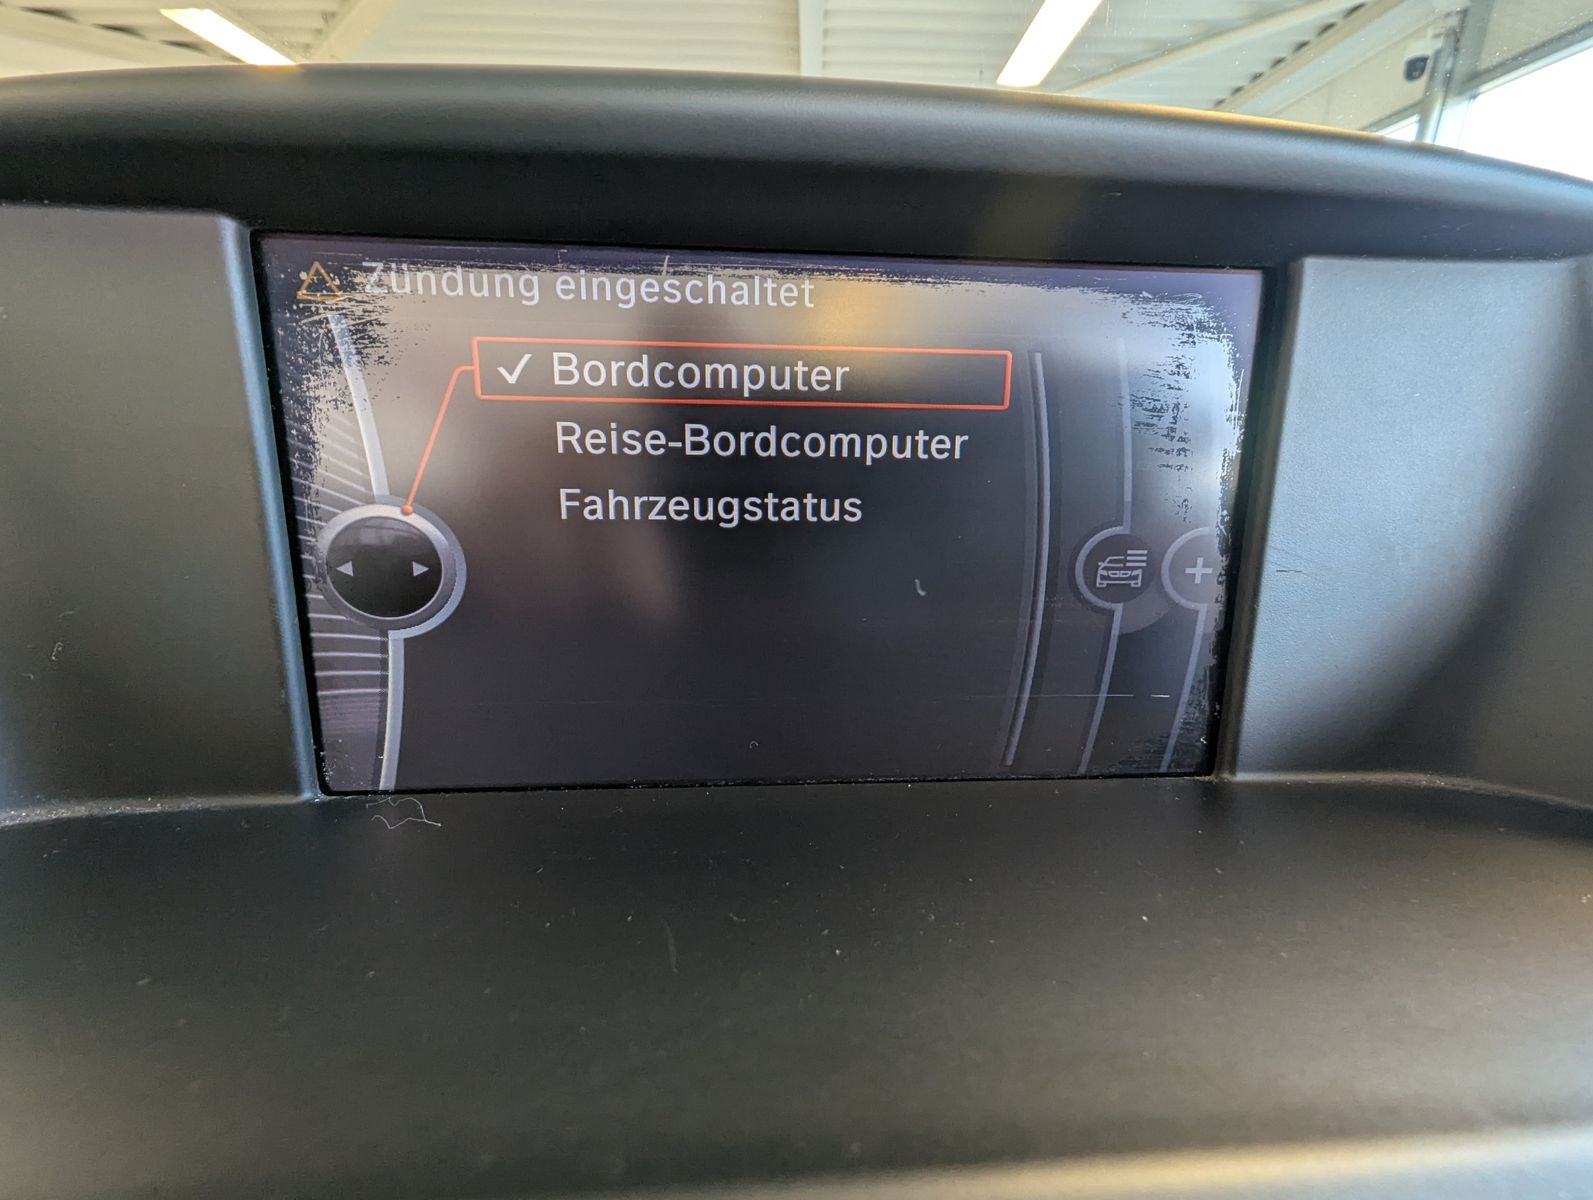 Zündung eingeschaltet
✓ Bordcomputer
Reise-Bordcomputer
Fahrzeugstatus